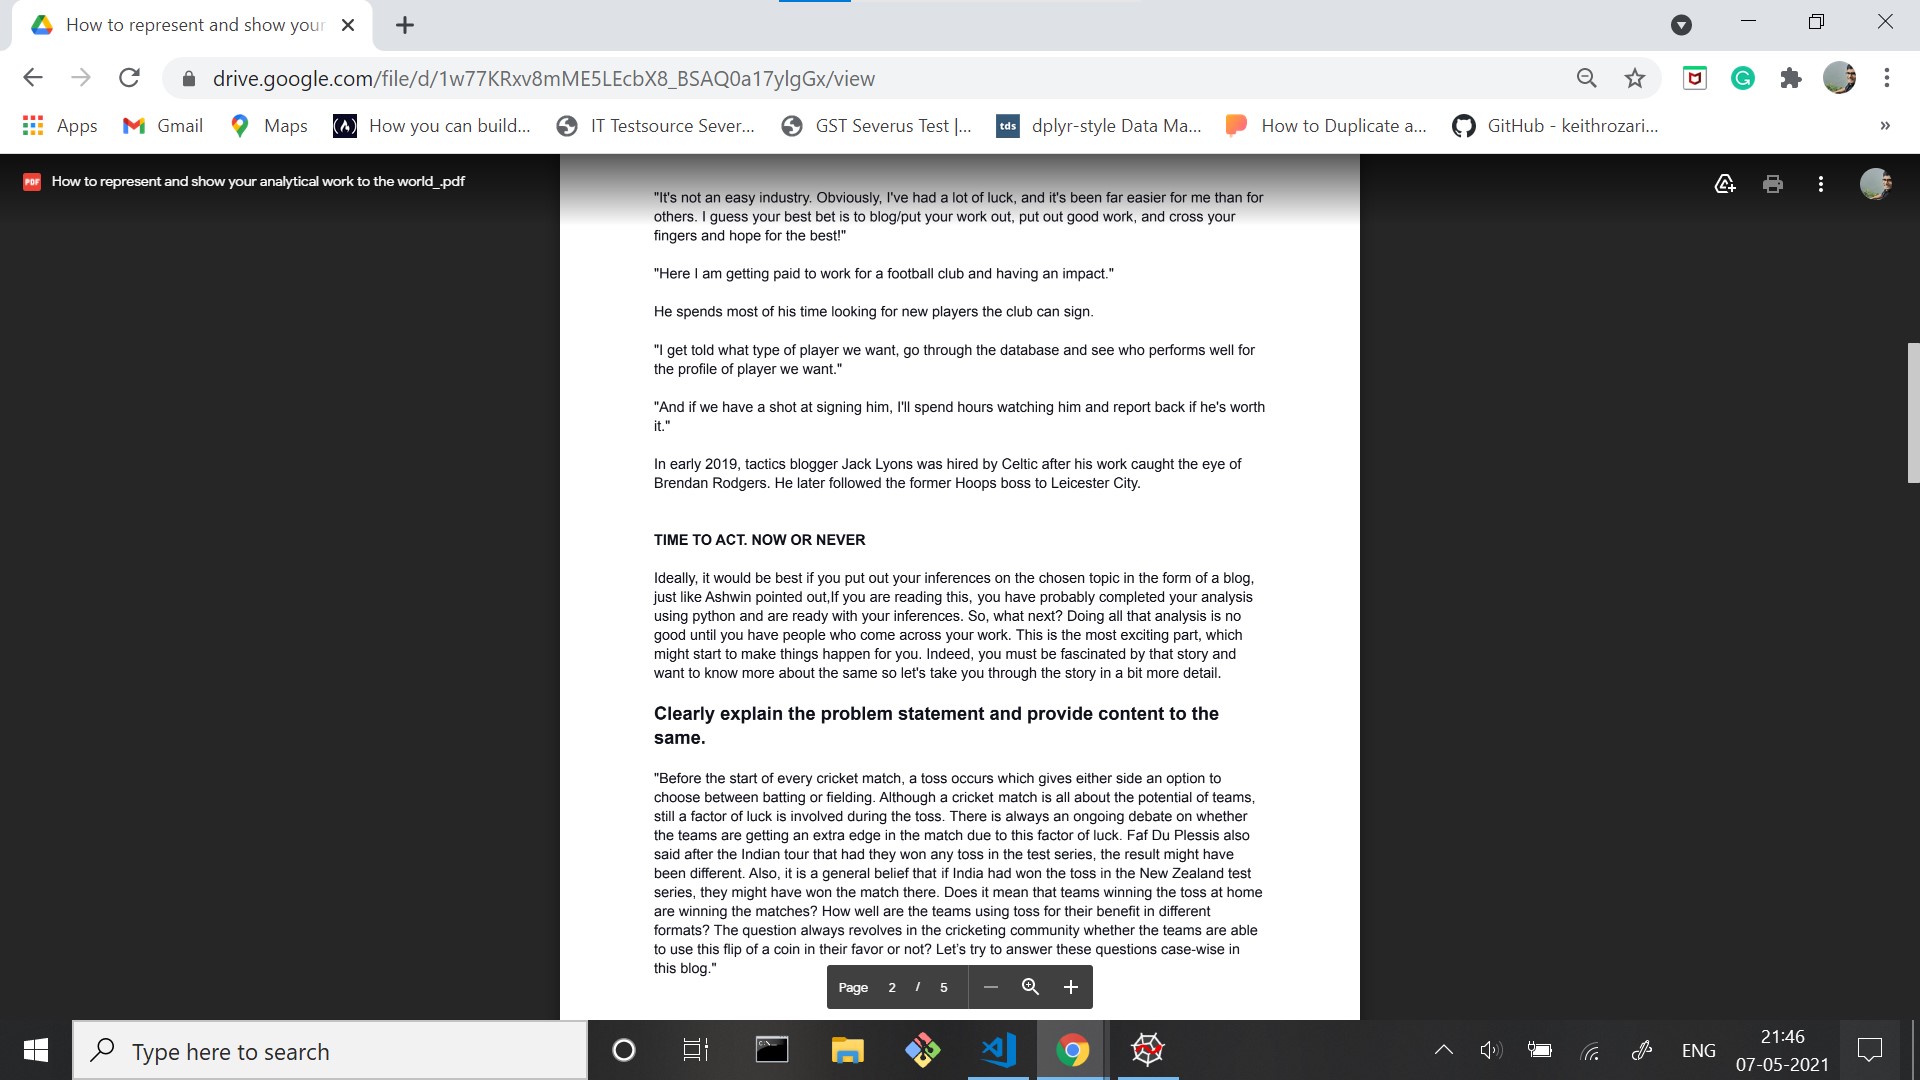 How to represent and show your
drive.google.com/file/d/1w77KRxv8mME5LEcbX8_BSAQ0a17ylgGx/view
Apps
Gmail
Maps
How you can build...
IT Testsource Sever...
GST Severus Test |...
tds
dplyr-style Data Ma...
How to Duplicate a...
GitHub - keithrozari...
»
PDF
How to represent and show your analytical work to the world_.pdf
"It's not an easy industry. Obviously, I've had a lot of luck, and it's been far easier for me than for
others. I guess your best bet is to blog/put your work out, put out good work, and cross your
fingers and hope for the best!"
"Here I am getting paid to work for a football club and having an impact."
He spends most of his time looking for new players the club can sign.
"I get told what type of player we want, go through the database and see who performs well for
the profile of player we want."
"And if we have a shot at signing him, I'll spend hours watching him and report back if he's worth
it."
In early 2019, tactics blogger Jack Lyons was hired by Celtic after his work caught the eye of
Brendan Rodgers. He later followed the former Hoops boss to Leicester City.
TIME TO ACT. NOW OR NEVER
Ideally, it would be best if you put out your inferences on the chosen topic in the form of a blog,
just like Ashwin pointed out,If you are reading this, you have probably completed your analysis
using python and are ready with your inferences. So, what next? Doing all that analysis is no
good until you have people who come across your work. This is the most exciting part, which
might start to make things happen for you. Indeed, you must be fascinated by that story and
want to know more about the same so let's take you through the story in a bit more detail.
Clearly explain the problem statement and provide content to the
same.
"Before the start of every cricket match, a toss occurs which gives either side an option to
choose between batting or fielding. Although a cricket match is all about the potential of teams,
still a factor of luck is involved during the toss. There is always an ongoing debate on whether
the teams are getting an extra edge in the match due to this factor of luck. Faf Du Plessis also
said after the Indian tour that had they won any toss in the test series, the result might have
been different. Also, it is a general belief that if India had won the toss in the New Zealand test
series, they might have won the match there. Does it mean that teams winning the toss at home
are winning the matches? How well are the teams using toss for their benefit in different
formats? The question always revolves in the cricketing community whether the teams are able
to use this flip of a coin in their favor or not? Let's try to answer these questions case-wise in
this blog."
Page 2 / 5
Type here to search
ENG
21:46
07-05-2021